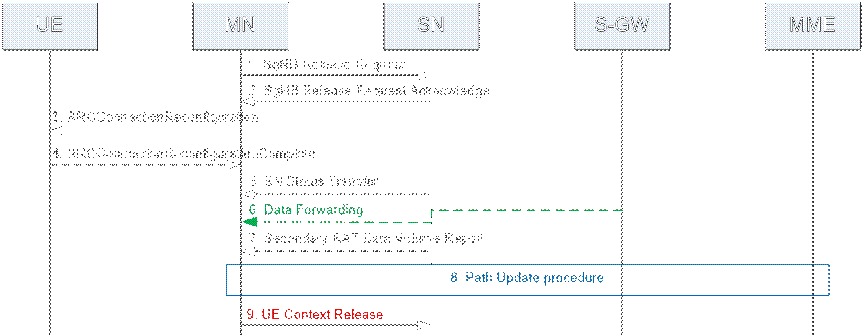 UE MN SN S-GW MME
1. SgNB Release Request
2. SgNB Release Request Acknowledge
3. RRCConnectionReconfiguration
4. RRCConnectionReconfigurationComplete
5. SN Status Transfer
6. Data Forwarding
7. Secondary RAT Data Volume Report
8. Path Update procedure
9. UE Context Release